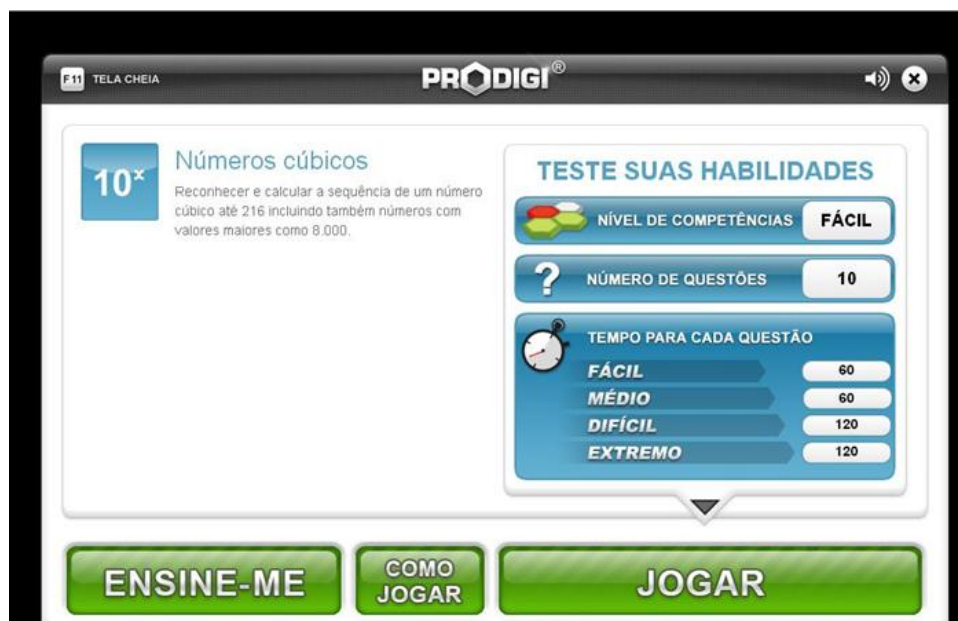 F11 TELA CHEIA
PRODIGI®
10ˣ
Números cúbicos
Reconhecer e calcular a sequência de um número
cúbico até 216 incluindo também números com
valores maiores como 8.000.
TESTE SUAS HABILIDADES
NÍVEL DE COMPETÊNCIAS FÁCIL
? NÚMERO DE QUESTÕES 10
TEMPO PARA CADA QUESTÃO
FÁCIL 60
MÉDIO 60
DIFÍCIL 120
EXTREMO 120
ENSINE-ME
COMO
JOGAR
JOGAR